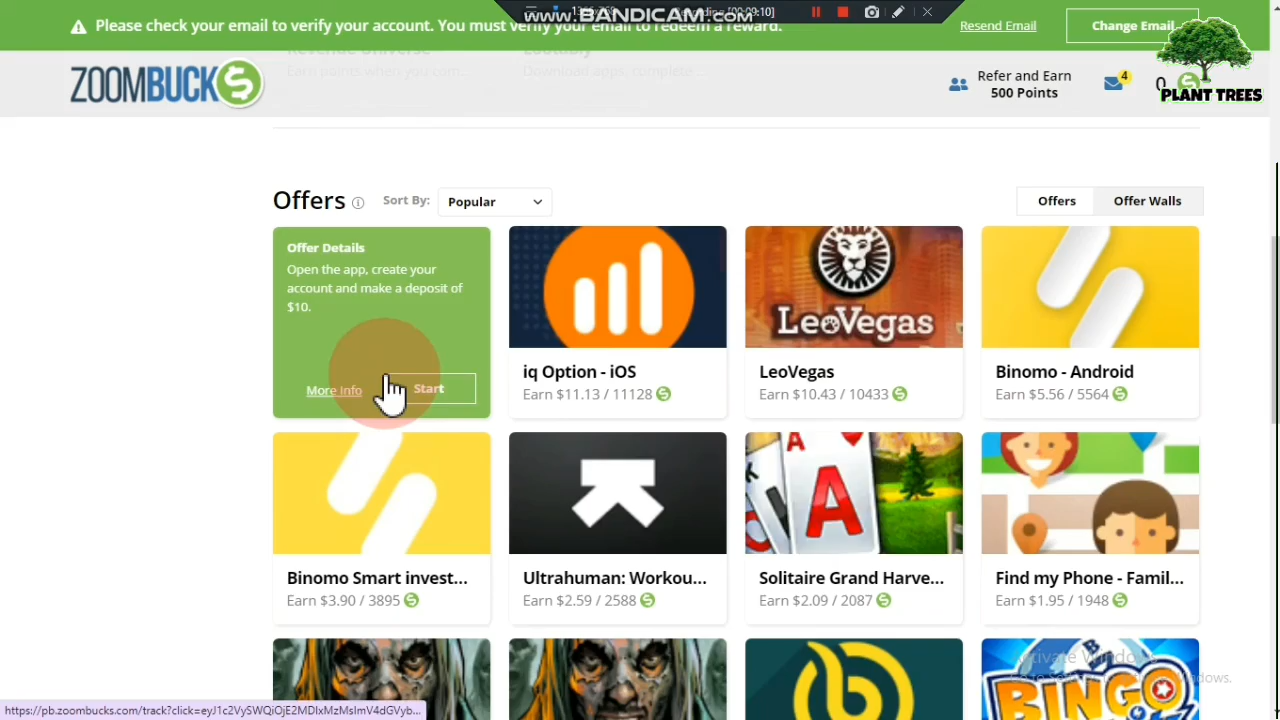 www.BANDICAM.com
[00:09:10]
Please check your email to verify your account. You must verify your email to redeem a reward.
Resend Email
Change Email
ZOOMBUCK$
Refer and Earn
500 Points
4
0
PLANT TREES
Offers
Sort By:
Popular
Offers
Offer Walls
Offer Details
Open the app, create your
account and make a deposit of
$10.
More Info
Start
iq Option - iOS
Earn $11.13 / 11128
LeoVegas
LeoVegas
Earn $10.43 / 10433
Binomo - Android
Earn $5.56 / 5564
Binomo Smart invest...
Earn $3.90 / 3895
Ultrahuman: Workou...
Earn $2.59 / 2588
A
A
Solitaire Grand Harve...
Earn $2.09 / 2087
Find my Phone - Famil...
Earn $1.95 / 1948
BINGO
https://pb.zoombucks.com/track?click=eyJ1c2VySWQiOjE2MDIxMzMsImV4dGVyb...